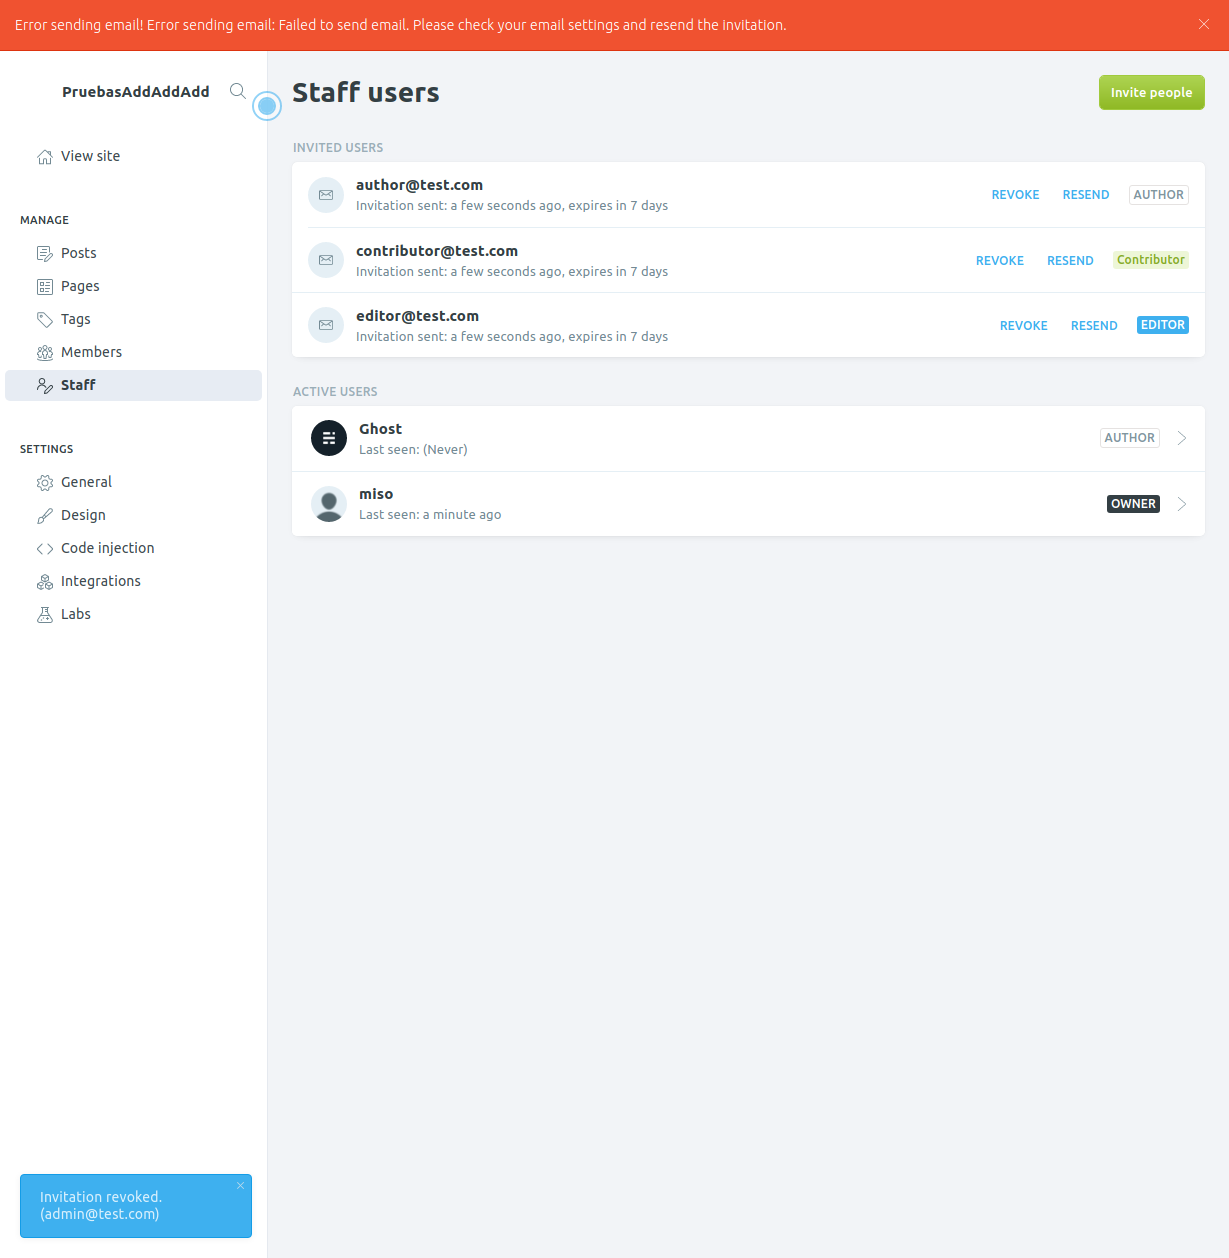 Error sending email! Error sending email: Failed to send email. Please check your email settings and resend the invitation.
PruebasAddAddAdd
View site
MANAGE
Posts
Pages
Tags
Members
Staff
SETTINGS
General
Design
Code injection
Integrations
Labs
Invitation revoked.
(admin@test.com)
Staff users
Invite people
INVITED USERS
author@test.com
Invitation sent: a few seconds ago, expires in 7 days
REVOKE RESEND AUTHOR
contributor@test.com
Invitation sent: a few seconds ago, expires in 7 days
REVOKE RESEND Contributor
editor@test.com
Invitation sent: a few seconds ago, expires in 7 days
REVOKE RESEND EDITOR
ACTIVE USERS
Ghost
Last seen: (Never)
AUTHOR
miso
Last seen: a minute ago
OWNER